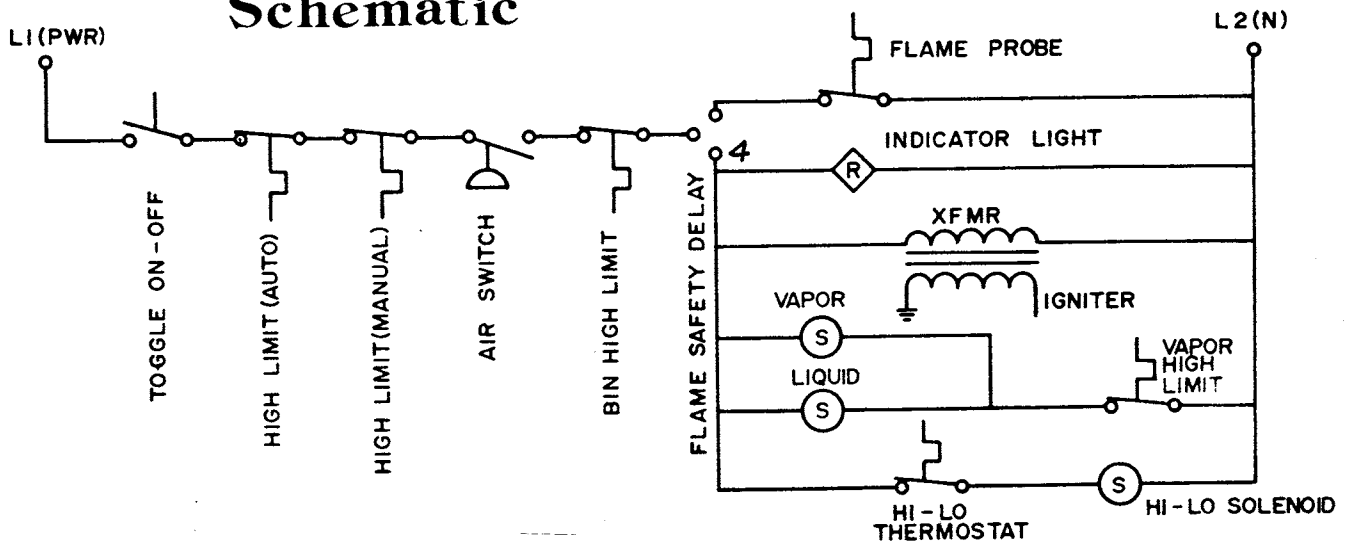 Schematic
L1(PWR)
L2(N)
FLAME PROBE
INDICATOR LIGHT
4
R
XFMR
IGNITER
VAPOR
S
LIQUID
S
VAPOR
HIGH
LIMIT
S
HI-LO
THERMOSTAT
HI-LO SOLENOID
TOGGLE ON-OFF
HIGH LIMIT(AUTO)
HIGH LIMIT(MANUAL)
AIR SWITCH
BIN HIGH LIMIT
FLAME SAFETY DELAY